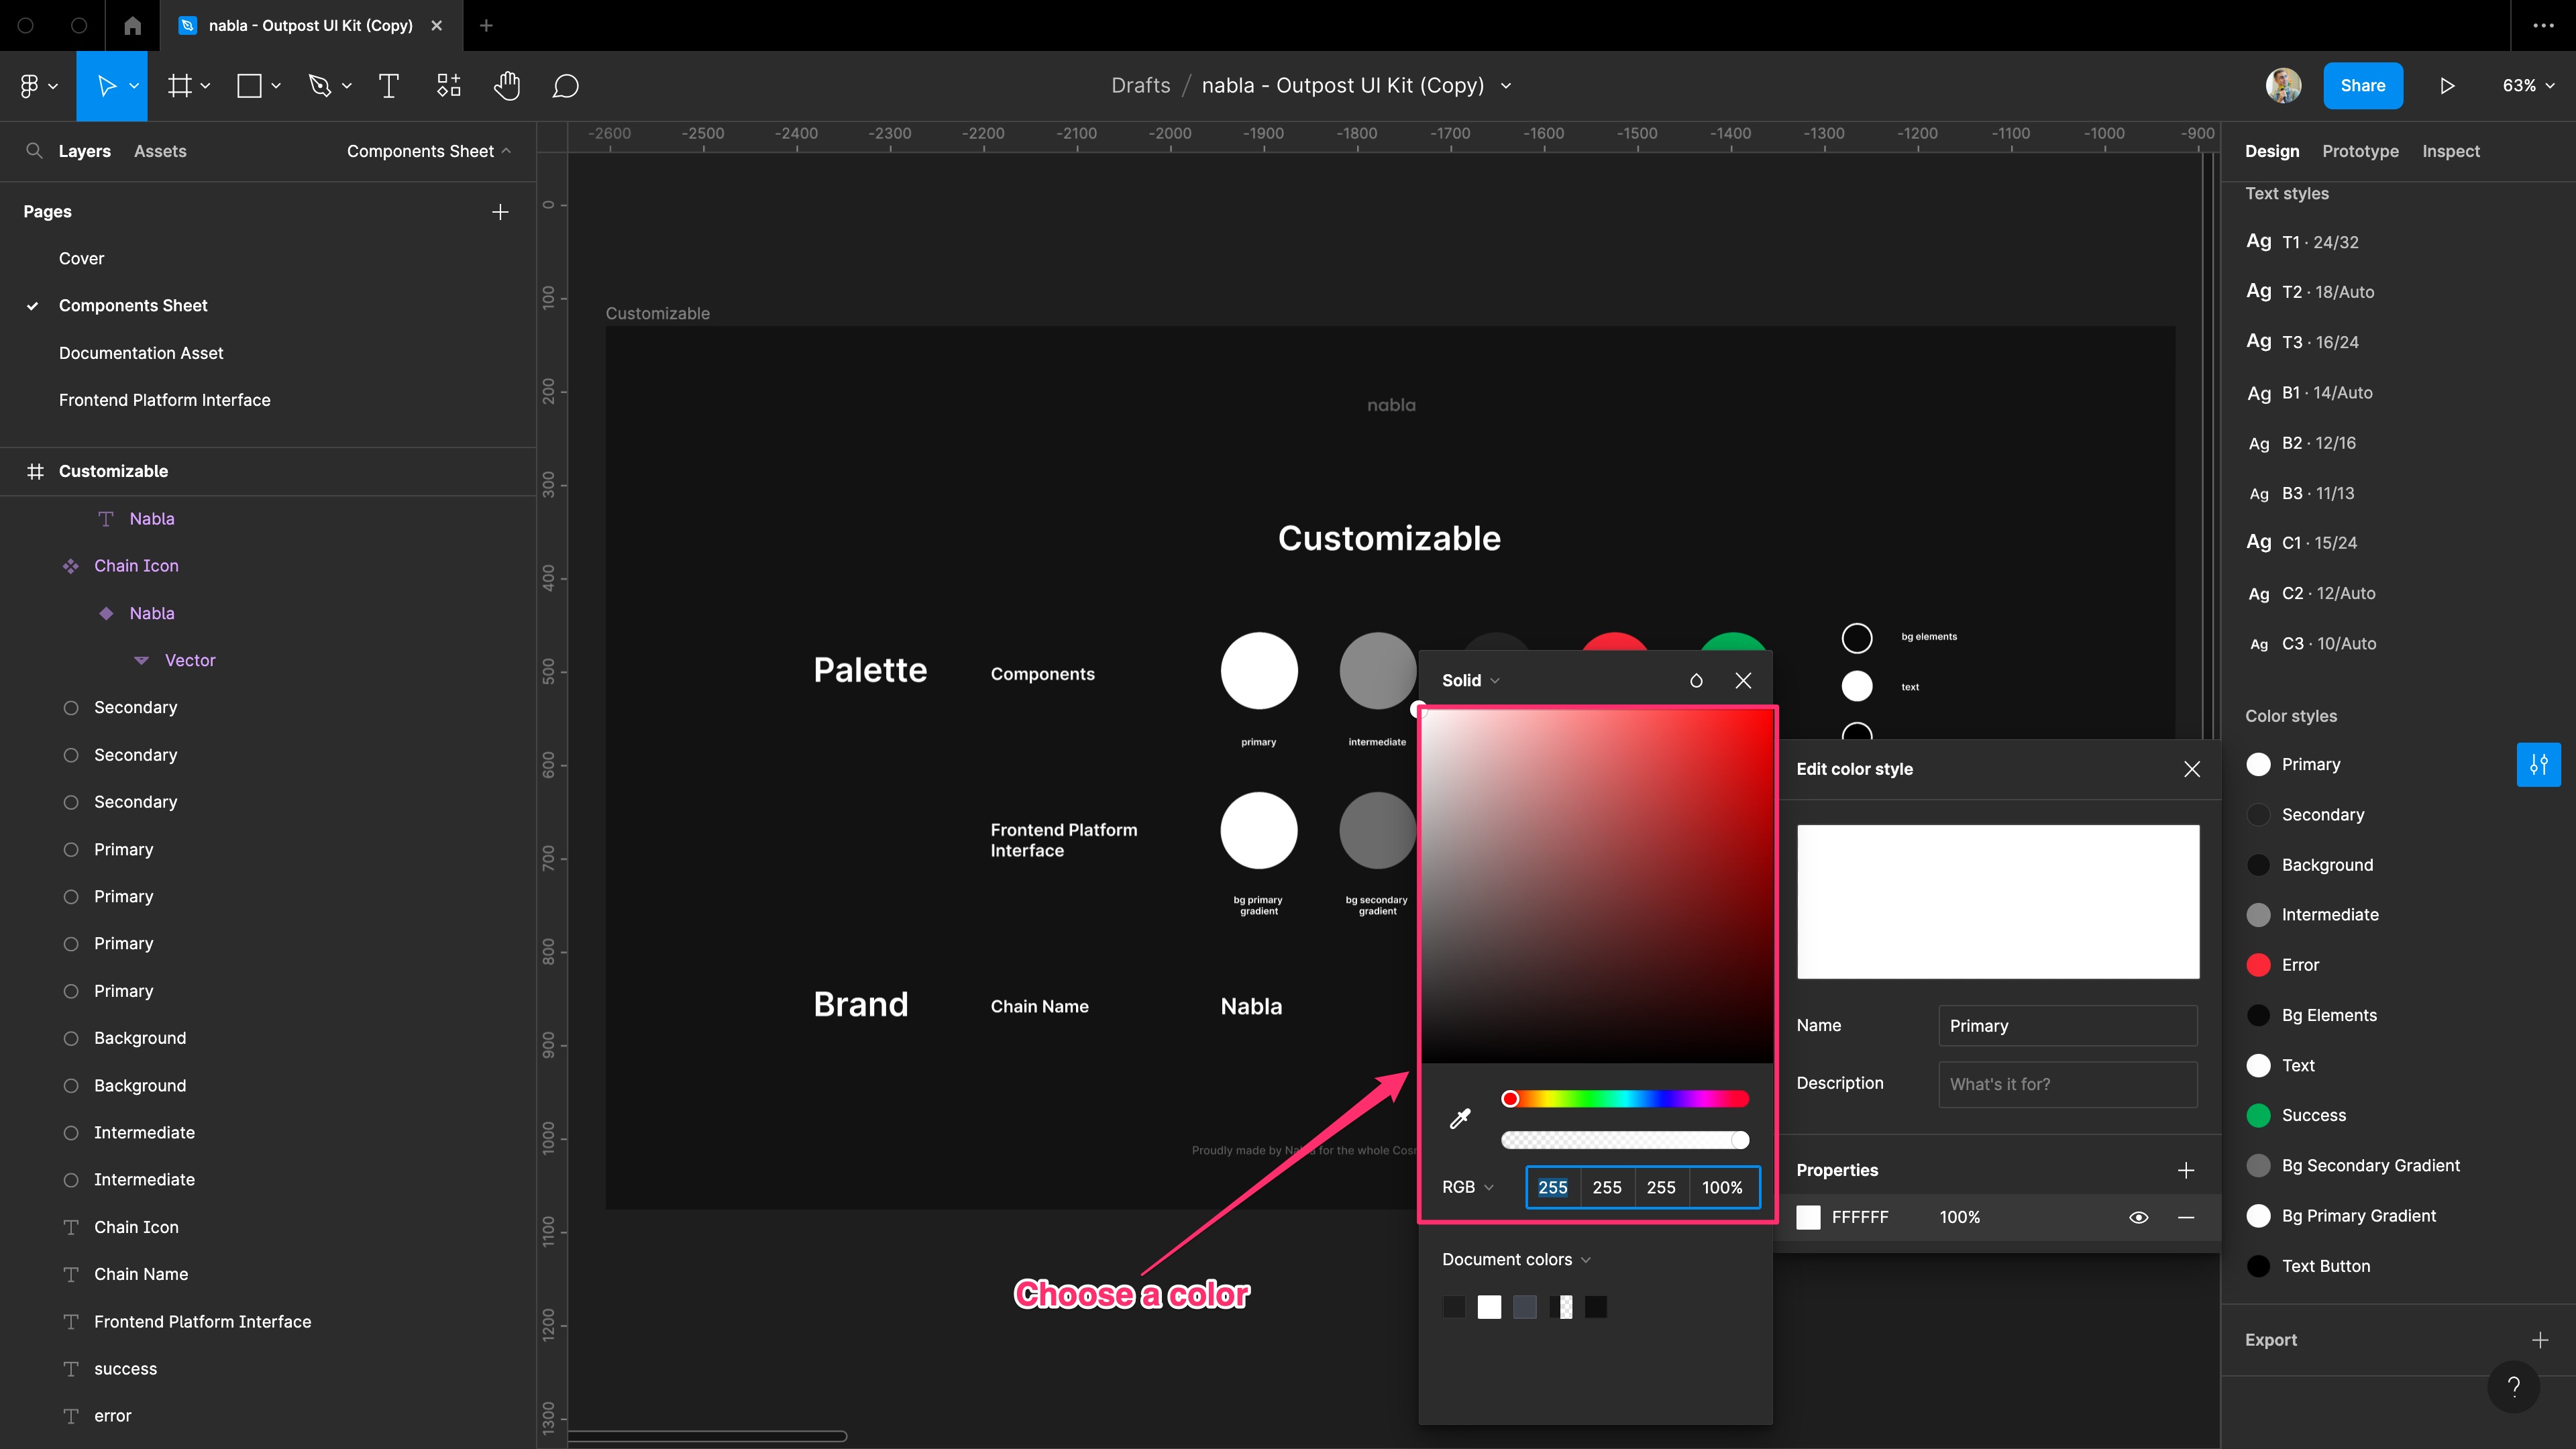 nabla - Outpost UI Kit (Copy)
Drafts / nabla - Outpost UI Kit (Copy)
Share
63%
Layers Assets Components Sheet
Pages
Cover
Components Sheet
Documentation Asset
Frontend Platform Interface
Customizable
Nabla
Chain Icon
Nabla
Vector
Secondary
Secondary
Secondary
Primary
Primary
Primary
Primary
Background
Background
Intermediate
Intermediate
Chain Icon
Chain Name
Frontend Platform Interface
success
error
-2600 -2500 -2400 -2300 -2200 -2100 -2000 -1900 -1800 -1700 -1600 -1500 -1400 -1300 -1200 -1100 -1000 -900
0
100
200
300
400
500
600
700
800
900
1000
1100
1200
1300
Customizable
nabla
Customizable
Palette
Components
primary
intermediate
bg elements
text
Frontend Platform
Interface
bg primary
gradient
bg secondary
gradient
Brand
Chain Name
Nabla
Proudly made by Nabla for the whole Cos
Choose a color
Solid
RGB 255 255 255 100%
Document colors
Edit color style
Name Primary
Description What's it for?
Properties
FFFFFF 100%
Design Prototype Inspect
Text styles
Ag T1 · 24/32
Ag T2 · 18/Auto
Ag T3 · 16/24
Ag B1 · 14/Auto
Ag B2 · 12/16
Ag B3 · 11/13
Ag C1 · 15/24
Ag C2 · 12/Auto
Ag C3 · 10/Auto
Color styles
Primary
Secondary
Background
Intermediate
Error
Bg Elements
Text
Success
Bg Secondary Gradient
Bg Primary Gradient
Text Button
Export
?